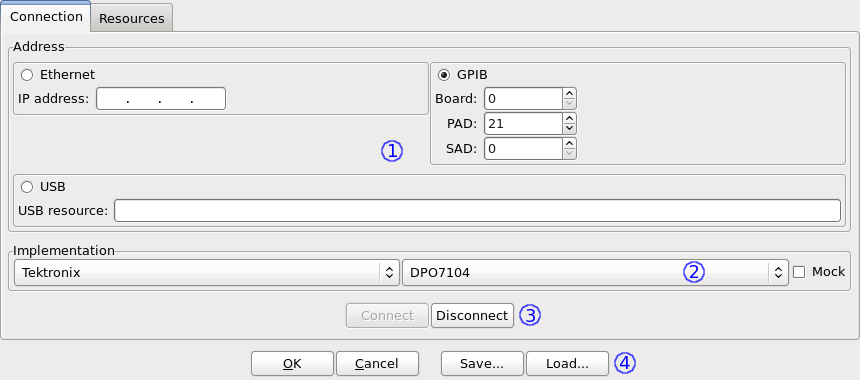 Connection Resources
Address
Ethernet
IP address: . . .
GPIB
Board: 0
PAD: 21
SAD: 0
①
USB
USB resource:
Implementation
Tektronix DPO7104 ② Mock
Connect Disconnect ③
OK Cancel Save... Load... ④